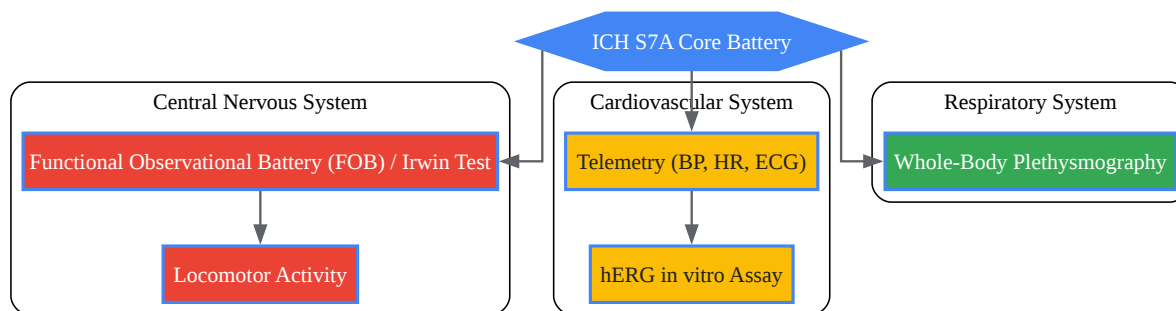 ICH S7A Core Battery
Central Nervous System
Cardiovascular System
Respiratory System
Functional Observational Battery (FOB) / Irwin Test
Telemetry (BP, HR, ECG)
Whole-Body Plethysmography
Locomotor Activity
hERG in vitro Assay